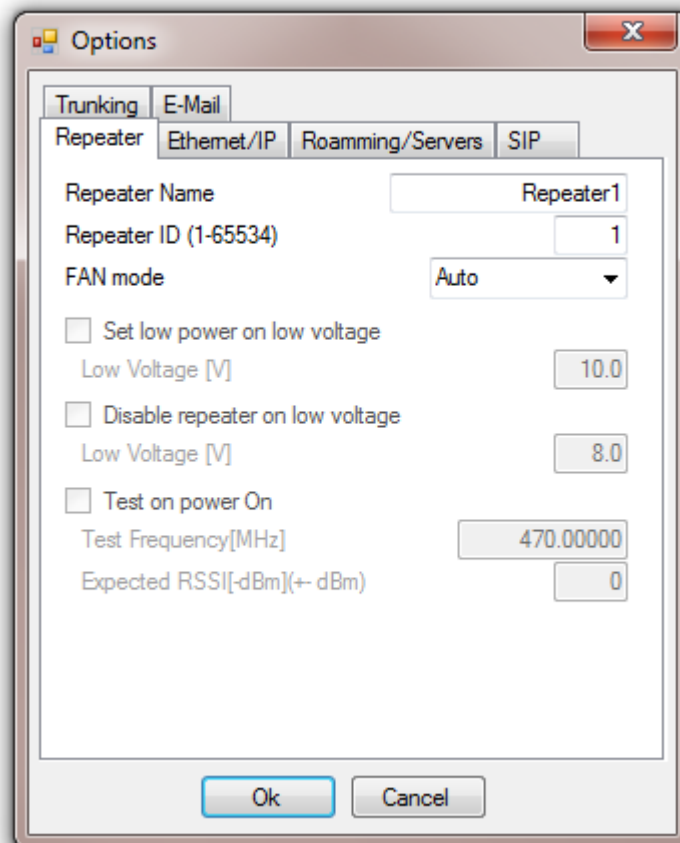 Options
Trunking E-Mail
Repeater Ethernet/IP Roamming/Servers SIP
Repeater Name Repeater1
Repeater ID (1-65534) 1
FAN mode Auto
Set low power on low voltage
Low Voltage [V] 10.0
Disable repeater on low voltage
Low Voltage [V] 8.0
Test on power On
Test Frequency[MHz] 470.00000
Expected RSSI[-dBm](+- dBm) 0
Ok Cancel